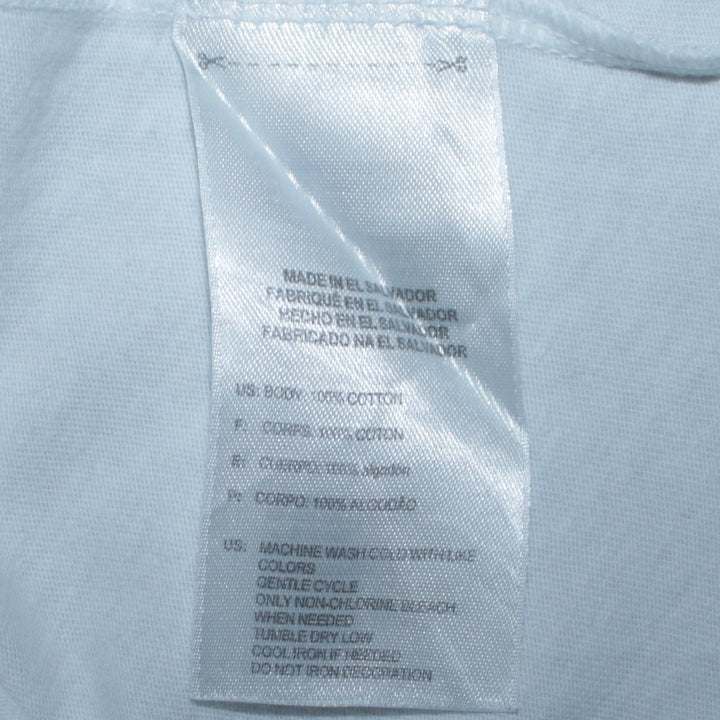 MADE IN EL SALVADOR
FABRIQUÉ EN EL SALVADOR
HECHO EN EL SALVADOR
FABRICADO NA EL SALVADOR
US: BODY: 100% COTTON
F: CORPS: 100% COTON
E: CUERPO: 100% algodón
P: CORPO: 100% ALGODÃO
US: MACHINE WASH COLD WITH LIKE
COLORS
GENTLE CYCLE
ONLY NON-CHLORINE BLEACH
WHEN NEEDED
TUMBLE DRY LOW
COOL IRON IF NEEDED
DO NOT IRON DECORATION